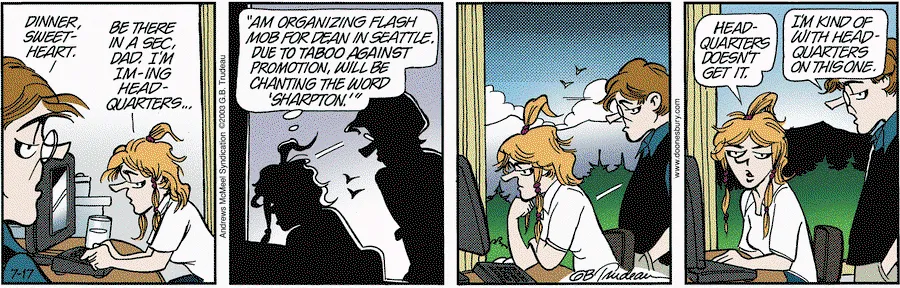 DINNER,
SWEET-
HEART.
BE THERE
IN A SEC,
DAD. I'M
IM-ING
HEAD-
QUARTERS...
7-17
Andrews McMeel Syndication ©2003 G.B. Trudeau
"AM ORGANIZING FLASH
MOB FOR DEAN IN SEATTLE.
DUE TO TABOO AGAINST
PROMOTION, WILL BE
CHANTING THE WORD
'SHARPTON.'"
GB Trudeau
www.doonesbury.com
HEAD-
QUARTERS
DOESN'T
GET IT.
I'M KIND OF
WITH HEAD-
QUARTERS
ON THIS ONE.